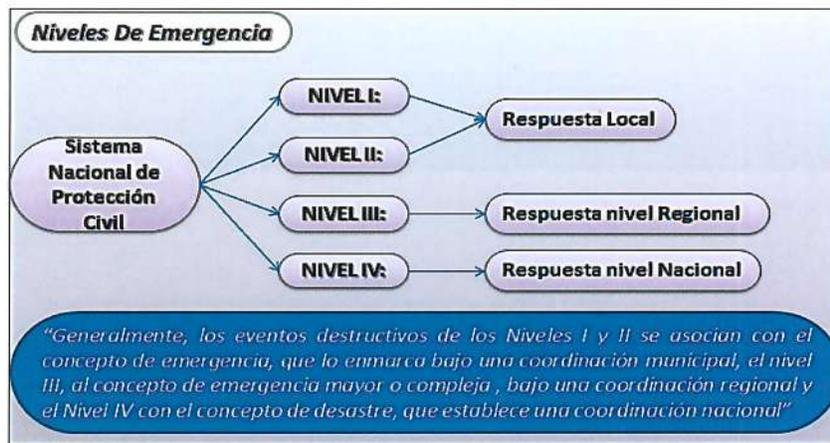 Niveles De Emergencia
Sistema
Nacional de
Protección
Civil
NIVEL I:
NIVEL II:
NIVEL III:
NIVEL IV:
Respuesta Local
Respuesta nivel Regional
Respuesta nivel Nacional
"Generalmente, los eventos destructivos de los Niveles I y II se asocian con el
concepto de emergencia, que lo enmarca bajo una coordinación municipal, el nivel
III, al concepto de emergencia mayor o compleja , bajo una coordinación regional y
el Nivel IV con el concepto de desastre, que establece una coordinación nacional"